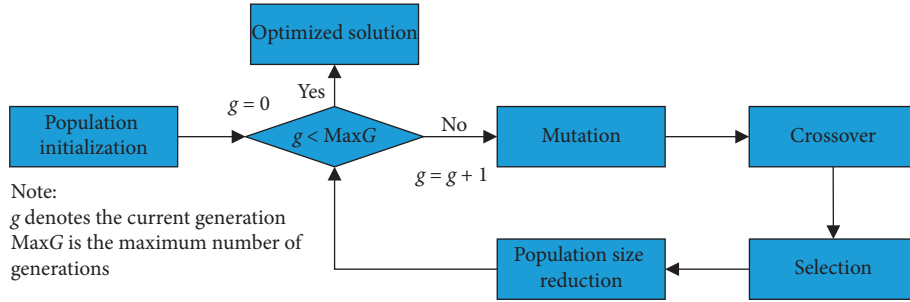 Optimized solution
Yes
g = 0
Population
initialization
g < MaxG
No
Mutation
Crossover
g = g + 1
Note:
g denotes the current generation
MaxG is the maximum number of
generations
Population size
reduction
Selection